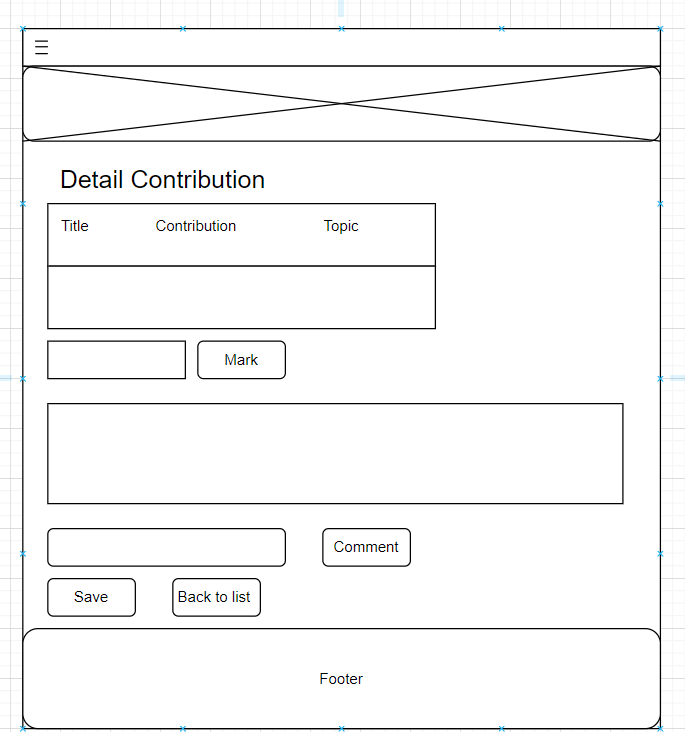 Detail Contribution
Title Contribution Topic
Mark
Comment
Save Back to list
Footer